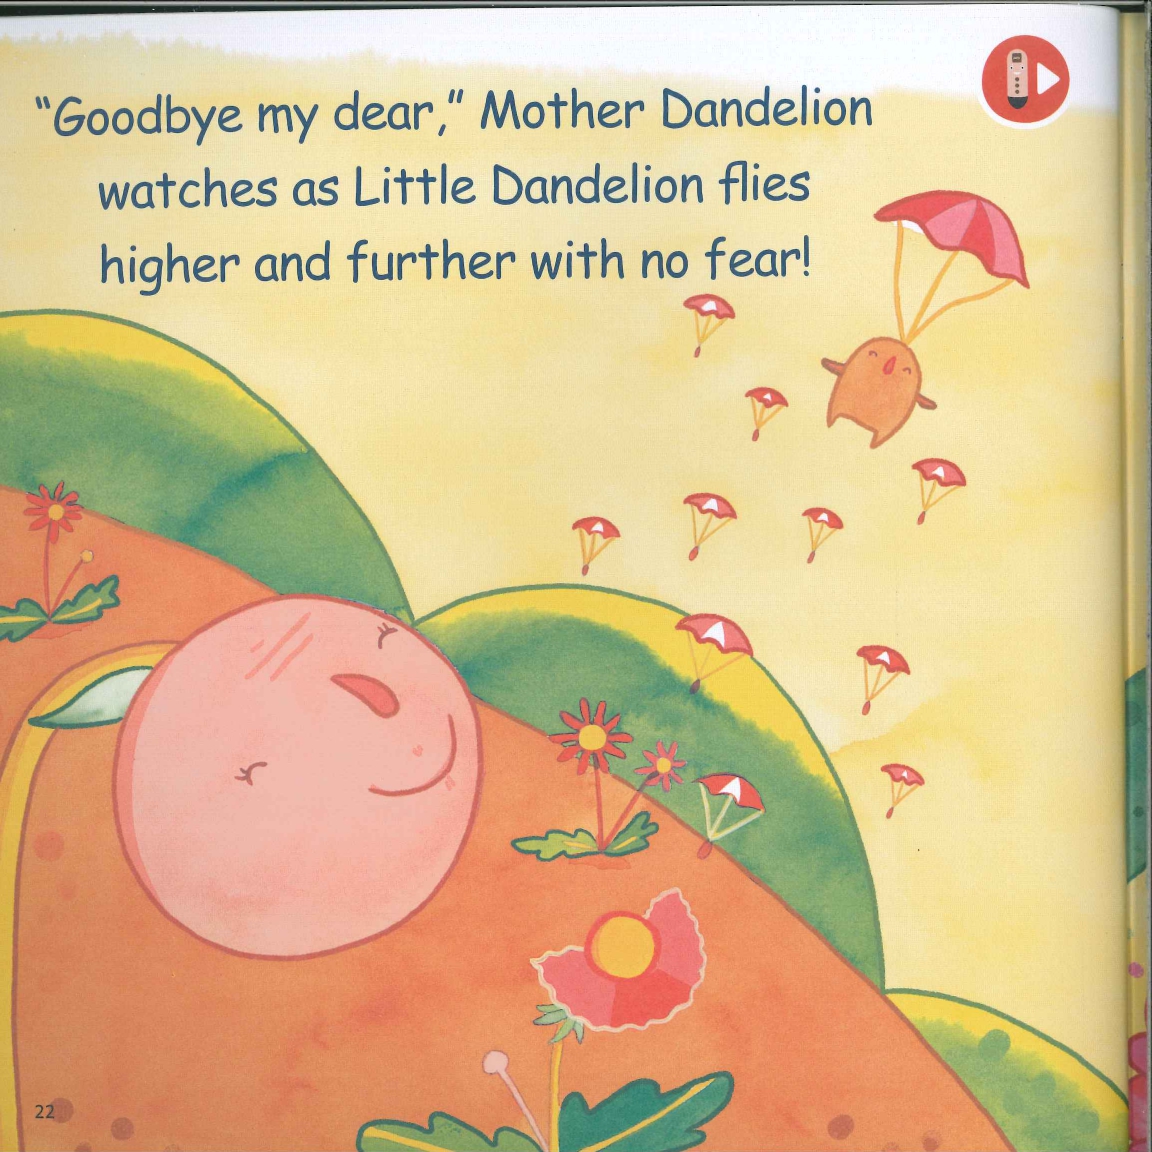 “Goodbye my dear,” Mother Dandelion
watches as Little Dandelion flies
higher and further with no fear!
22